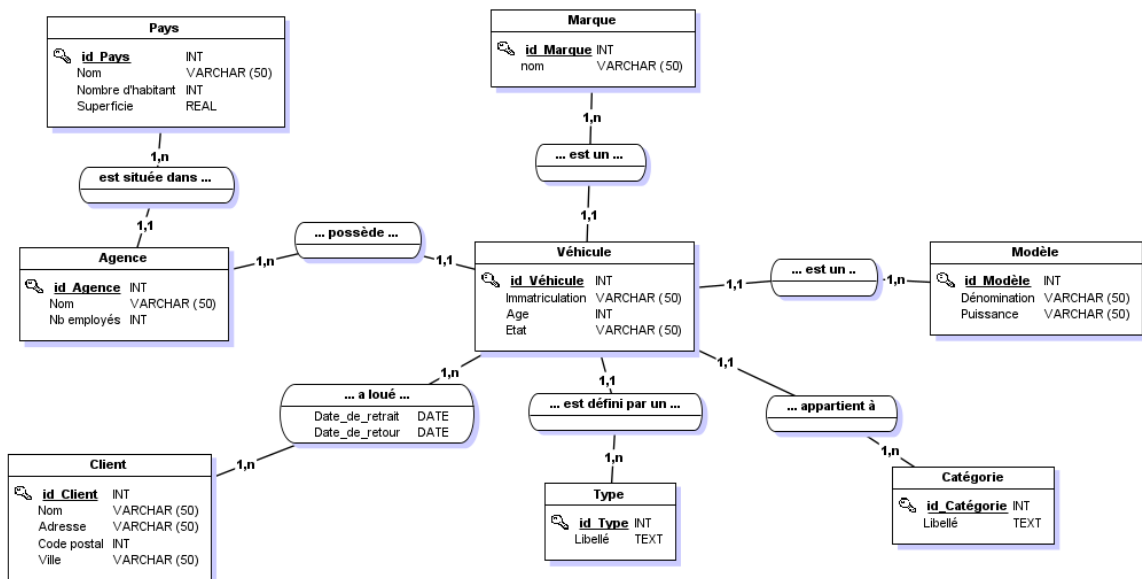 Pays
id_Pays INT
Nom VARCHAR (50)
Nombre d'habitant INT
Superficie REAL
1,n
est située dans ...
1,1
Agence
id_Agence INT
Nom VARCHAR (50)
Nb employés INT
1,n
... possède ...
1,1
Marque
id_Marque INT
nom VARCHAR (50)
1,n
... est un ...
1,1
Véhicule
id_Véhicule INT
Immatriculation VARCHAR (50)
Age INT
Etat VARCHAR (50)
1,1
... est un ..
1,n
Modèle
id_Modèle INT
Dénomination VARCHAR (50)
Puissance VARCHAR (50)
1,n
... a loué ...
Date_de_retrait DATE
Date_de_retour DATE
1,n
Client
id_Client INT
Nom VARCHAR (50)
Adresse VARCHAR (50)
Code postal INT
Ville VARCHAR (50)
1,1
... est défini par un ...
1,n
Type
id_Type INT
Libellé TEXT
1,1
... appartient à
1,n
Catégorie
id_Catégorie INT
Libellé TEXT